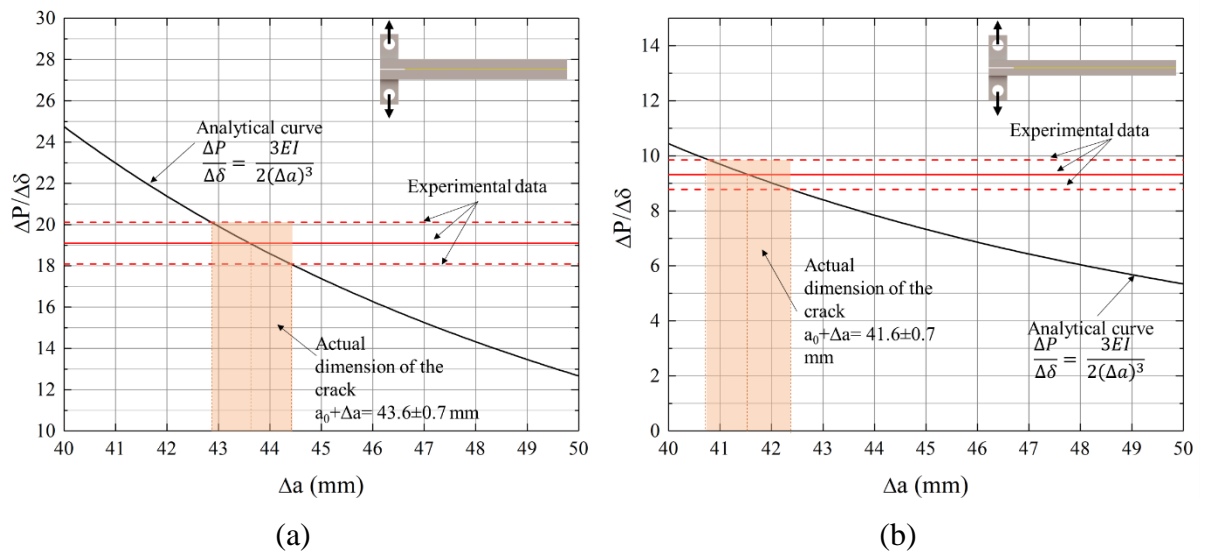 30
28
26
24
22
20
18
16
14
12
10
ΔP/Δδ
Analytical curve
ΔP/Δδ = 3EI/2(Δa)³
Experimental data
Actual
dimension of the
crack
a₀+Δa= 43.6±0.7 mm
40 41 42 43 44 45 46 47 48 49 50
Δa (mm)
(a)
14
12
10
8
6
4
2
0
ΔP/Δδ
Experimental data
Actual
dimension of the
crack
a₀+Δa= 41.6±0.7
mm
Analytical curve
ΔP/Δδ = 3EI/2(Δa)³
40 41 42 43 44 45 46 47 48 49 50
Δa (mm)
(b)